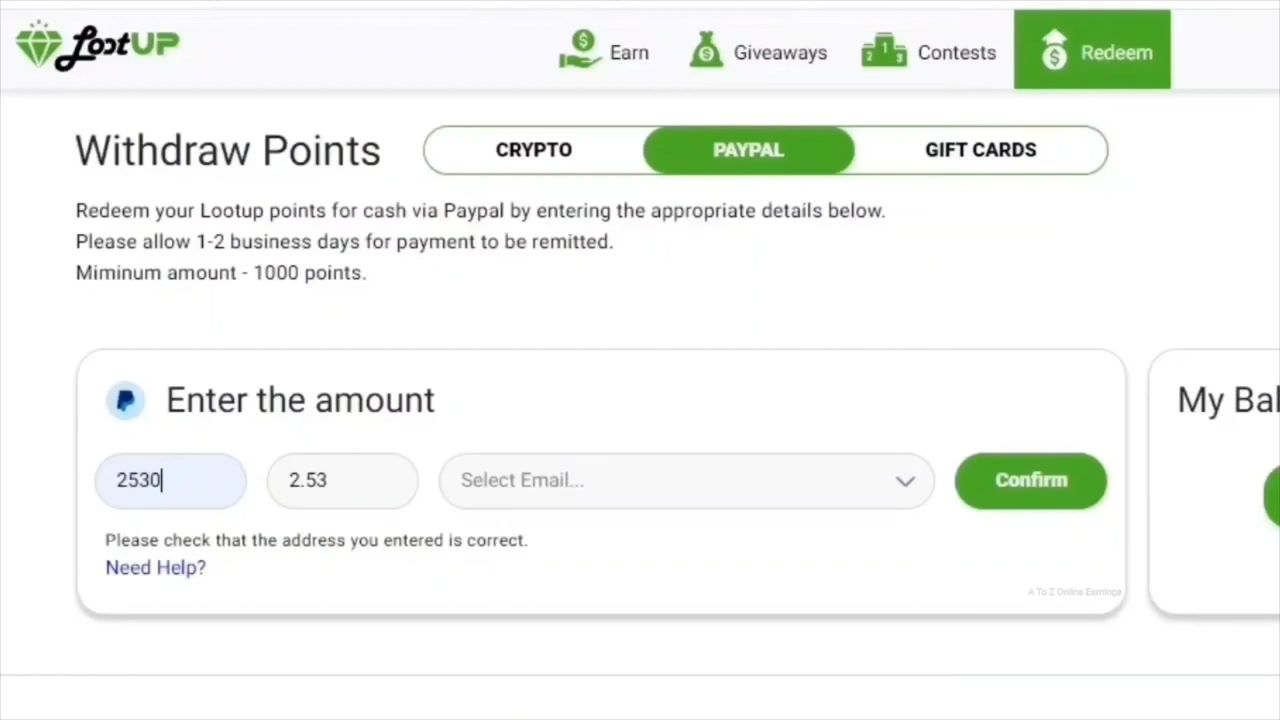 LootUP
Earn
Giveaways
Contests
Redeem
Withdraw Points
CRYPTO
PAYPAL
GIFT CARDS
Redeem your Lootup points for cash via Paypal by entering the appropriate details below.
Please allow 1-2 business days for payment to be remitted.
Miminum amount - 1000 points.
Enter the amount
My Bal
2530
2.53
Select Email...
Confirm
Please check that the address you entered is correct.
Need Help?
A To Z Online Earnings